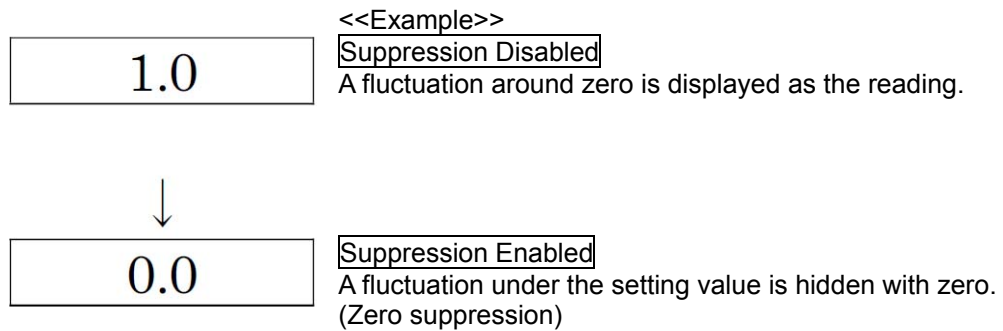 <<Example>>
Suppression Disabled
1.0
A fluctuation around zero is displayed as the reading.
↓
Suppression Enabled
0.0
A fluctuation under the setting value is hidden with zero.
(Zero suppression)